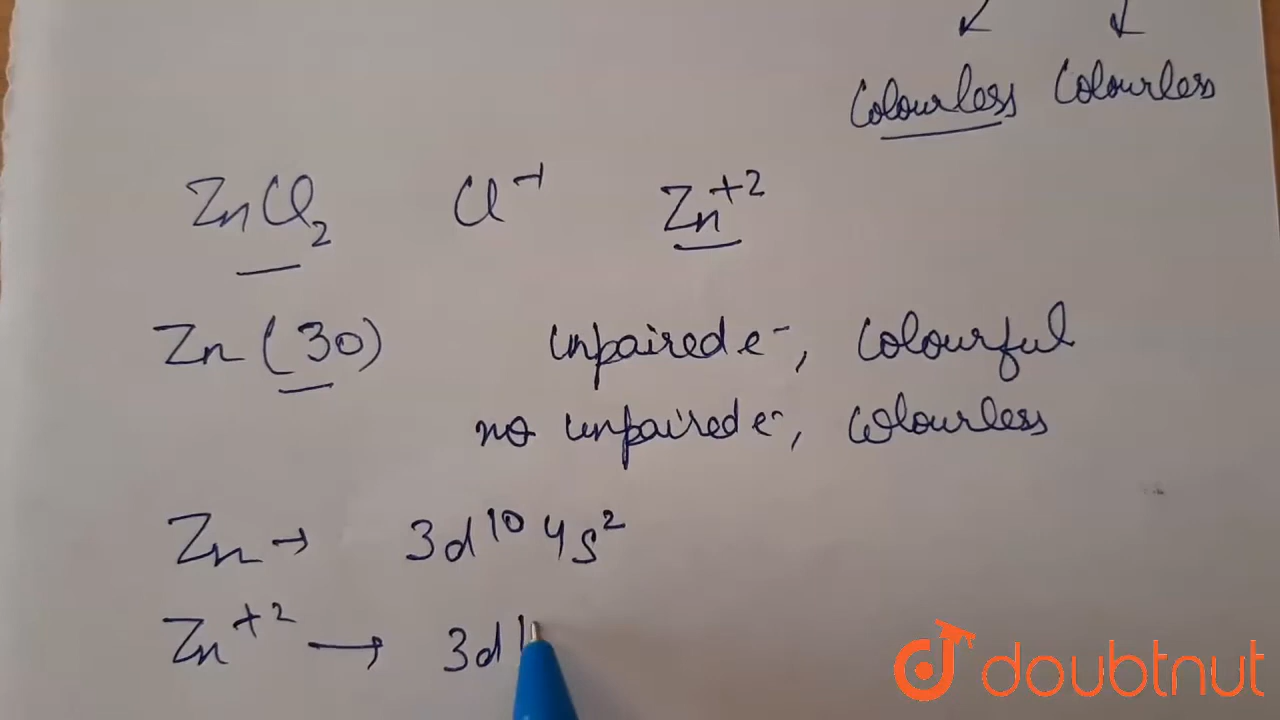 Colourless Colourless
ZnCl₂ Cl⁻¹ Zn⁺²
Zn (30) unpaired e⁻, Colourful
no unpaired e⁻, Colourless
Zn → 3d¹⁰ 4s²
Zn⁺² → 3d¹
doubtnut